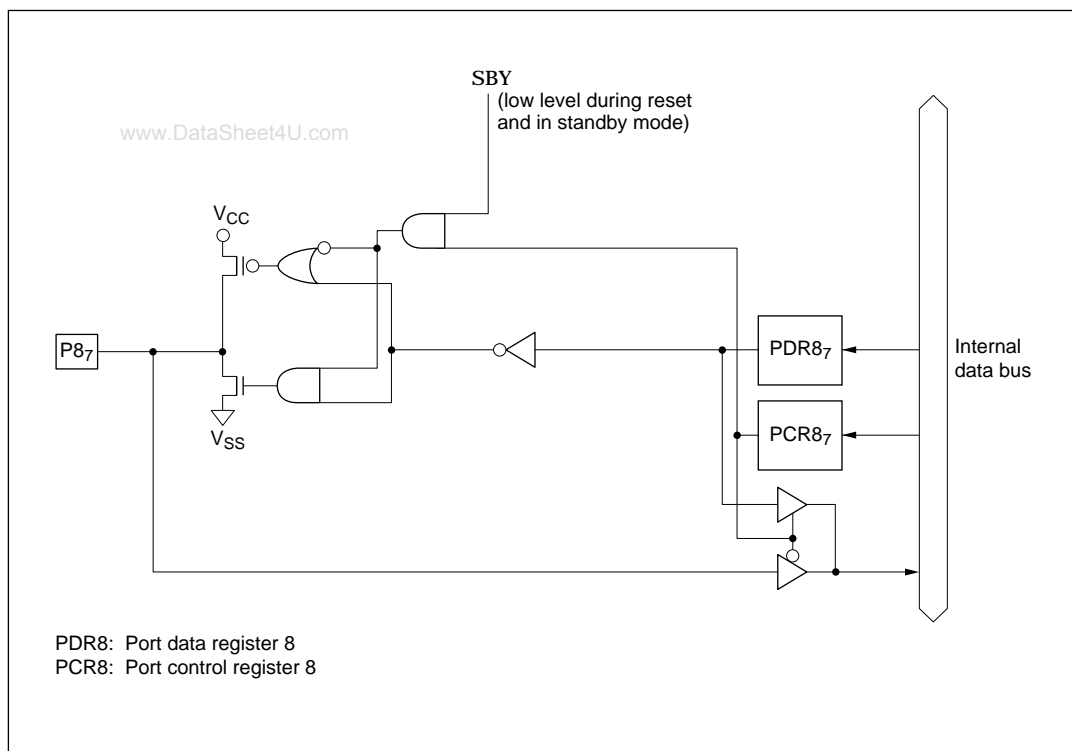 SBY
(low level during reset
and in standby mode)
www.DataSheet4U.com
VCC
P87
PDR87
Internal
data bus
PCR87
VSS
PDR8: Port data register 8
PCR8: Port control register 8